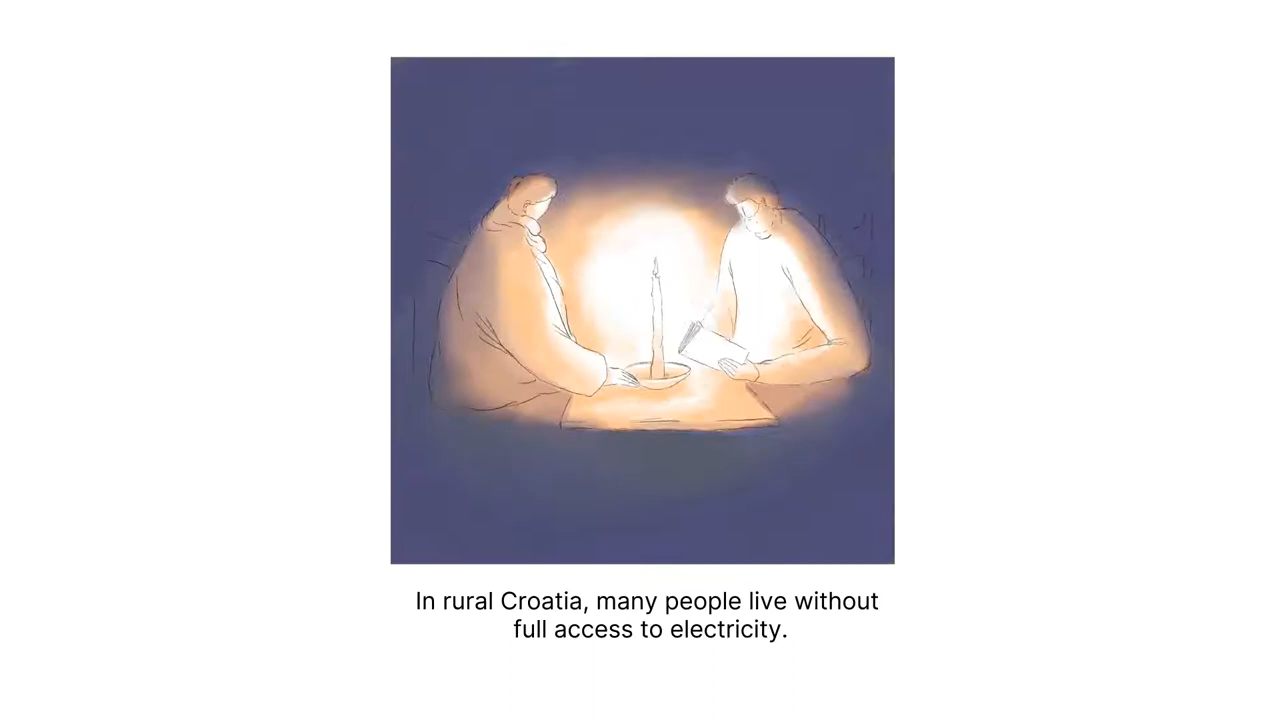 In rural Croatia, many people live without
full access to electricity.